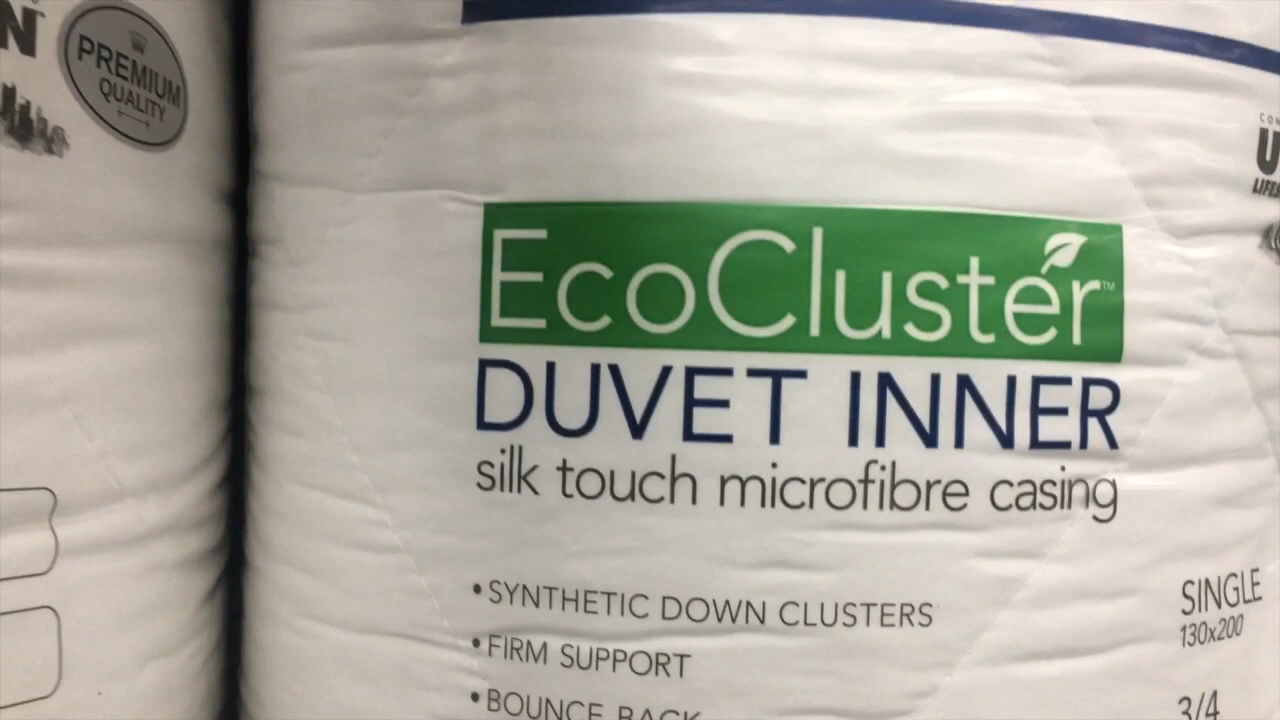 PREMIUM
QUALITY
EcoCluster™
DUVET INNER
silk touch microfibre casing
•SYNTHETIC DOWN CLUSTERS
•FIRM SUPPORT
•BOUNCE BACK
SINGLE
130x200
3/4